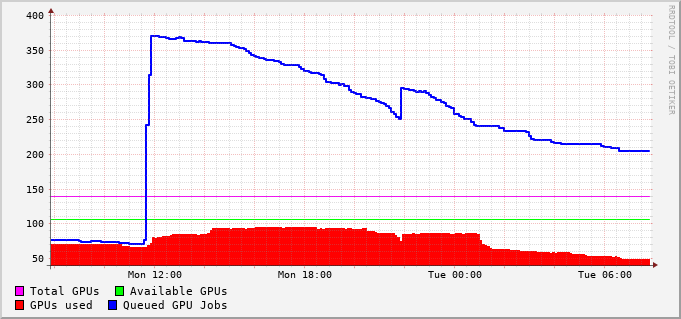 400
350
300
250
200
150
100
50
Mon 12:00 Mon 18:00 Tue 00:00 Tue 06:00
Total GPUs Available GPUs
GPUs used Queued GPU Jobs
RRDTOOL / TOBI OETIKER